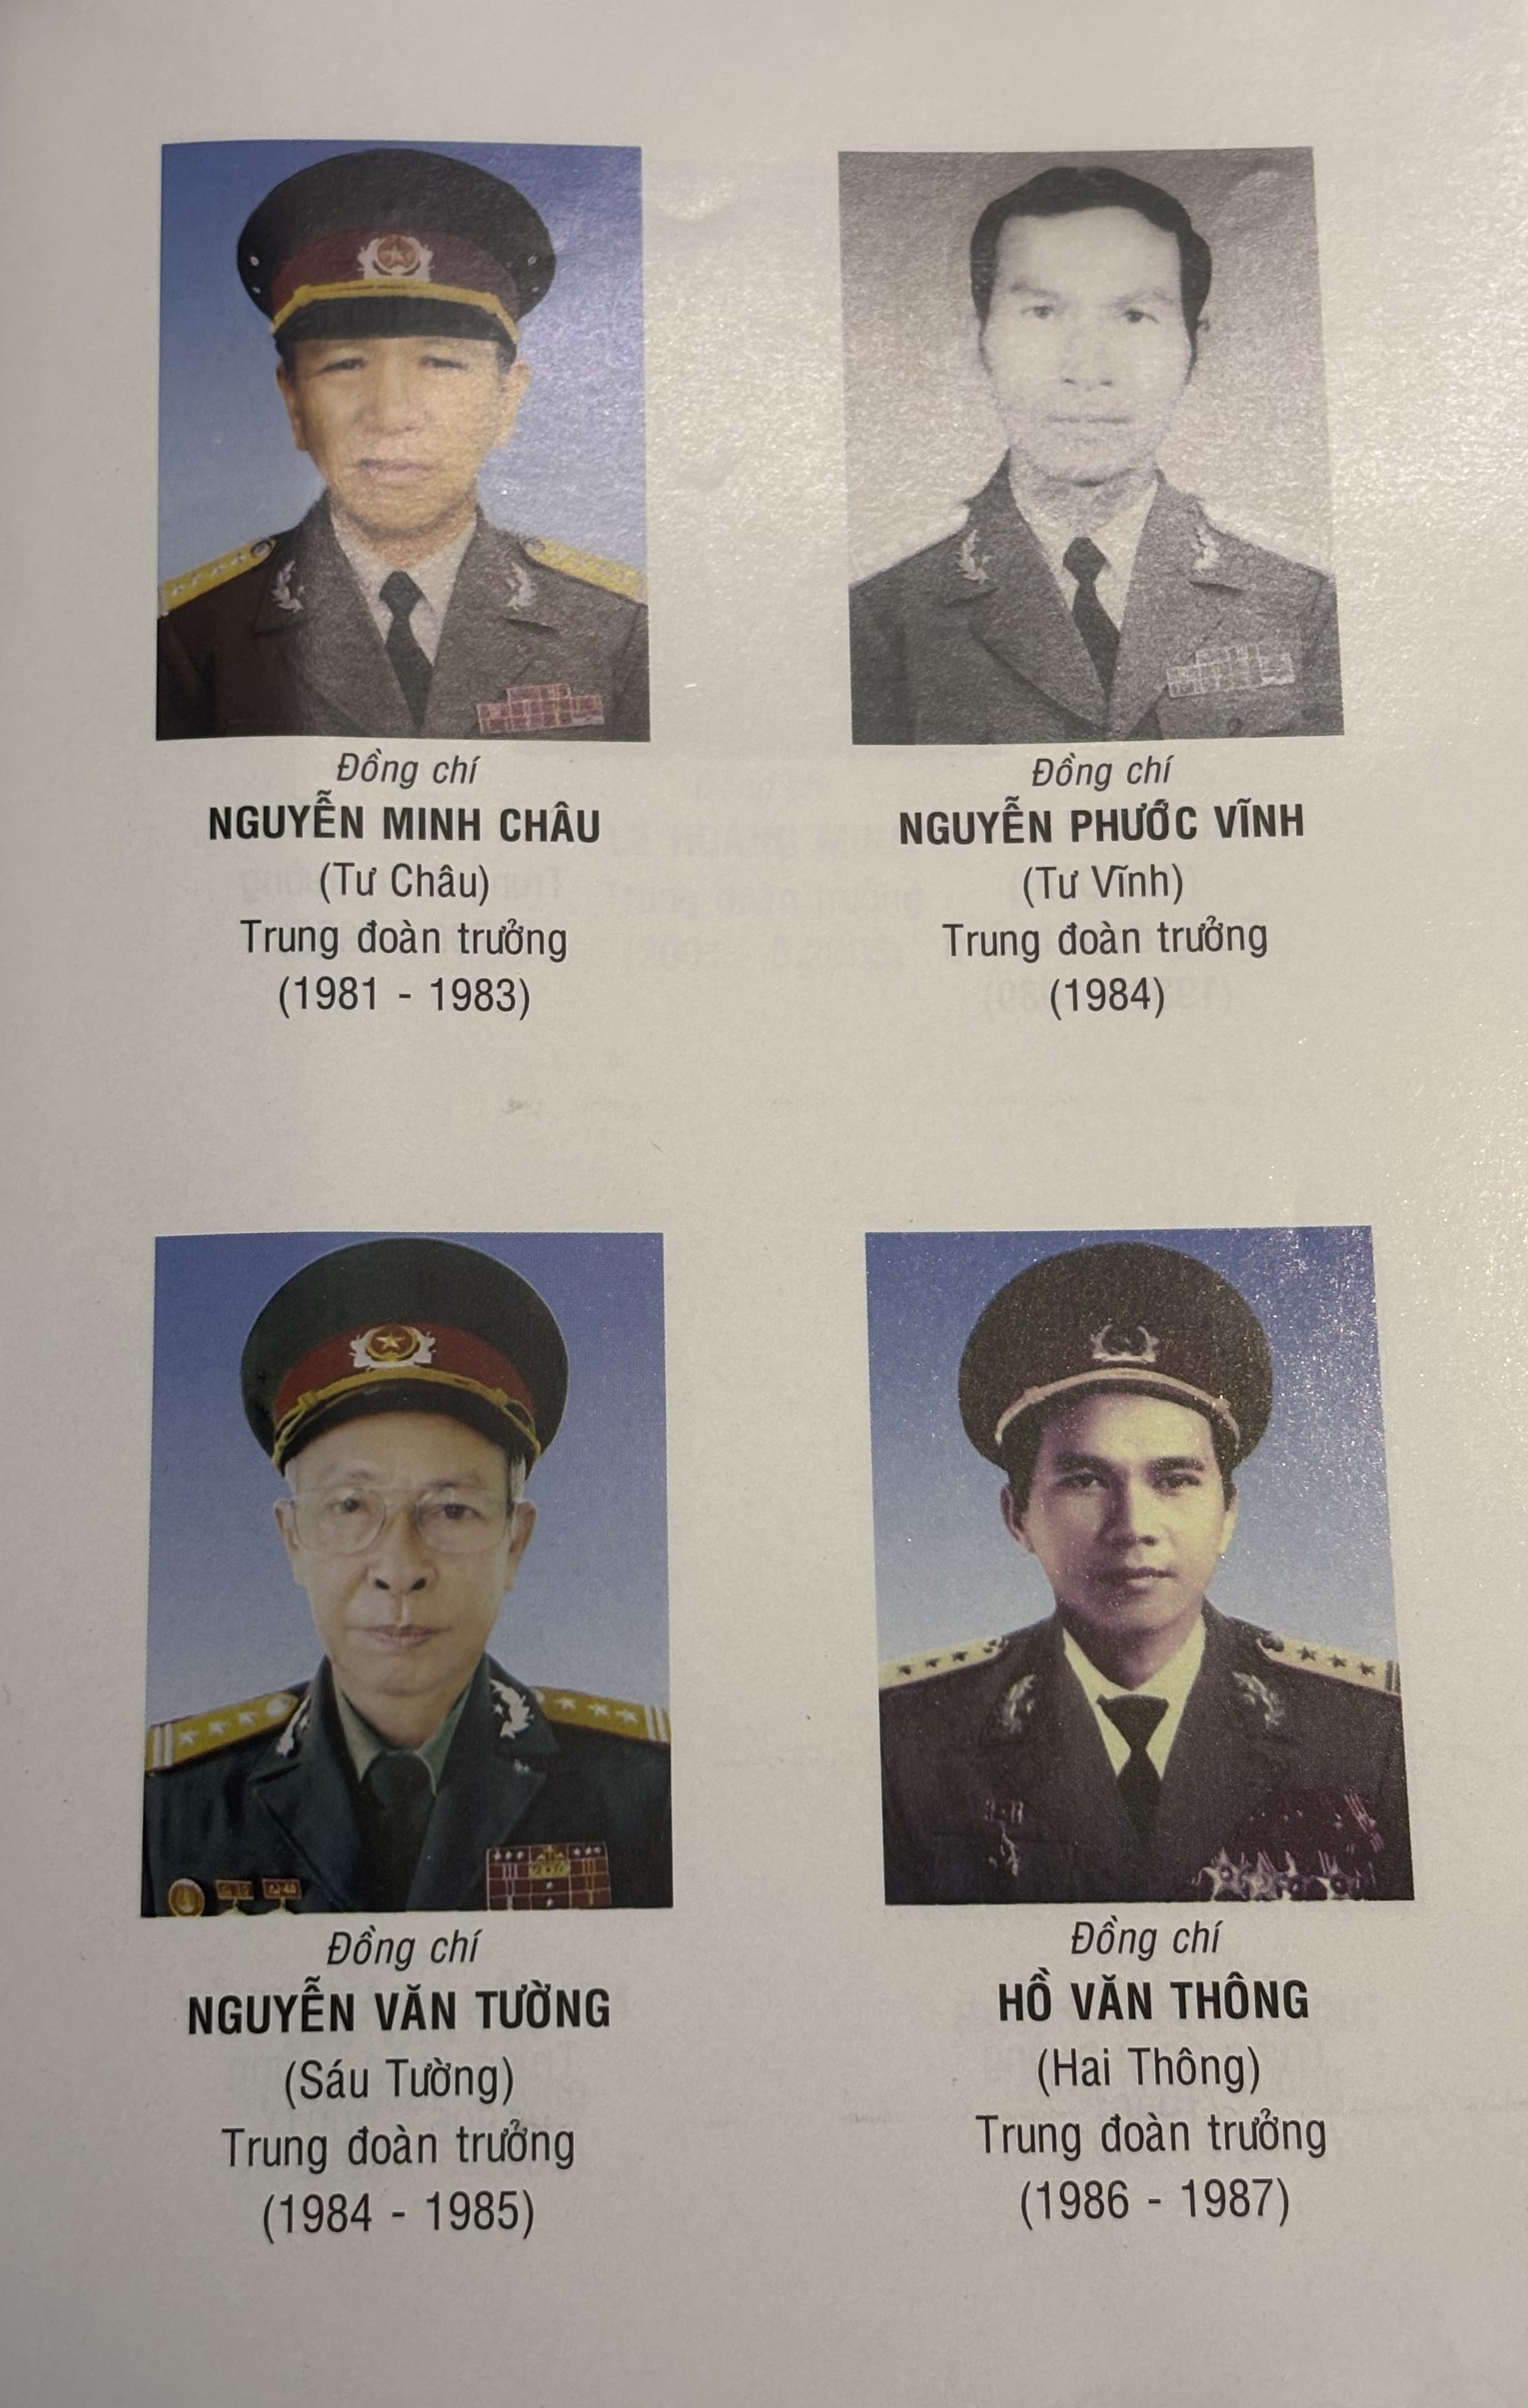 Đồng chí
NGUYỄN MINH CHÂU
(Tư Châu)
Trung đoàn trưởng
(1981 - 1983)
Đồng chí
NGUYỄN PHƯỚC VĨNH
(Tư Vĩnh)
Trung đoàn trưởng
(1984)
Đồng chí
NGUYỄN VĂN TƯỜNG
(Sáu Tường)
Trung đoàn trưởng
(1984 - 1985)
Đồng chí
HỒ VĂN THÔNG
(Hai Thông)
Trung đoàn trưởng
(1986 - 1987)